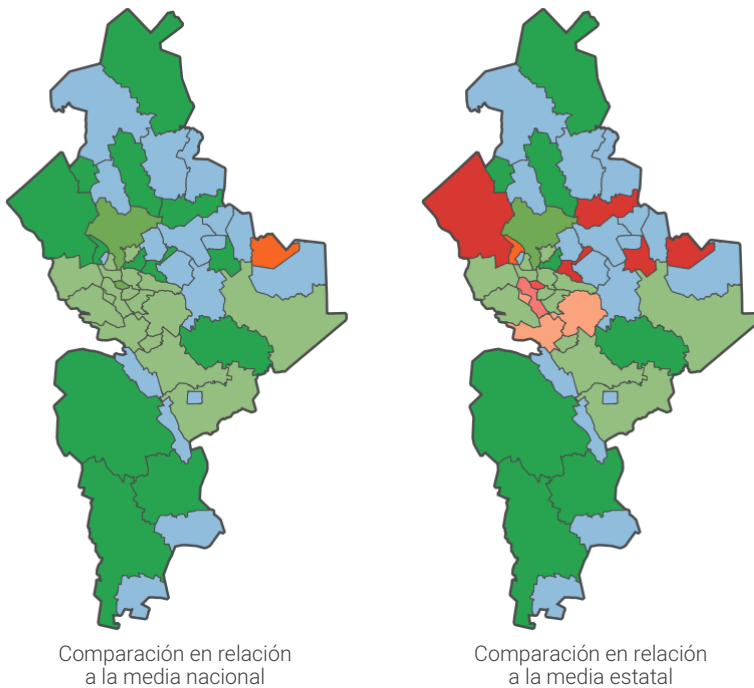 Comparación en relación
a la media nacional
Comparación en relación
a la media estatal